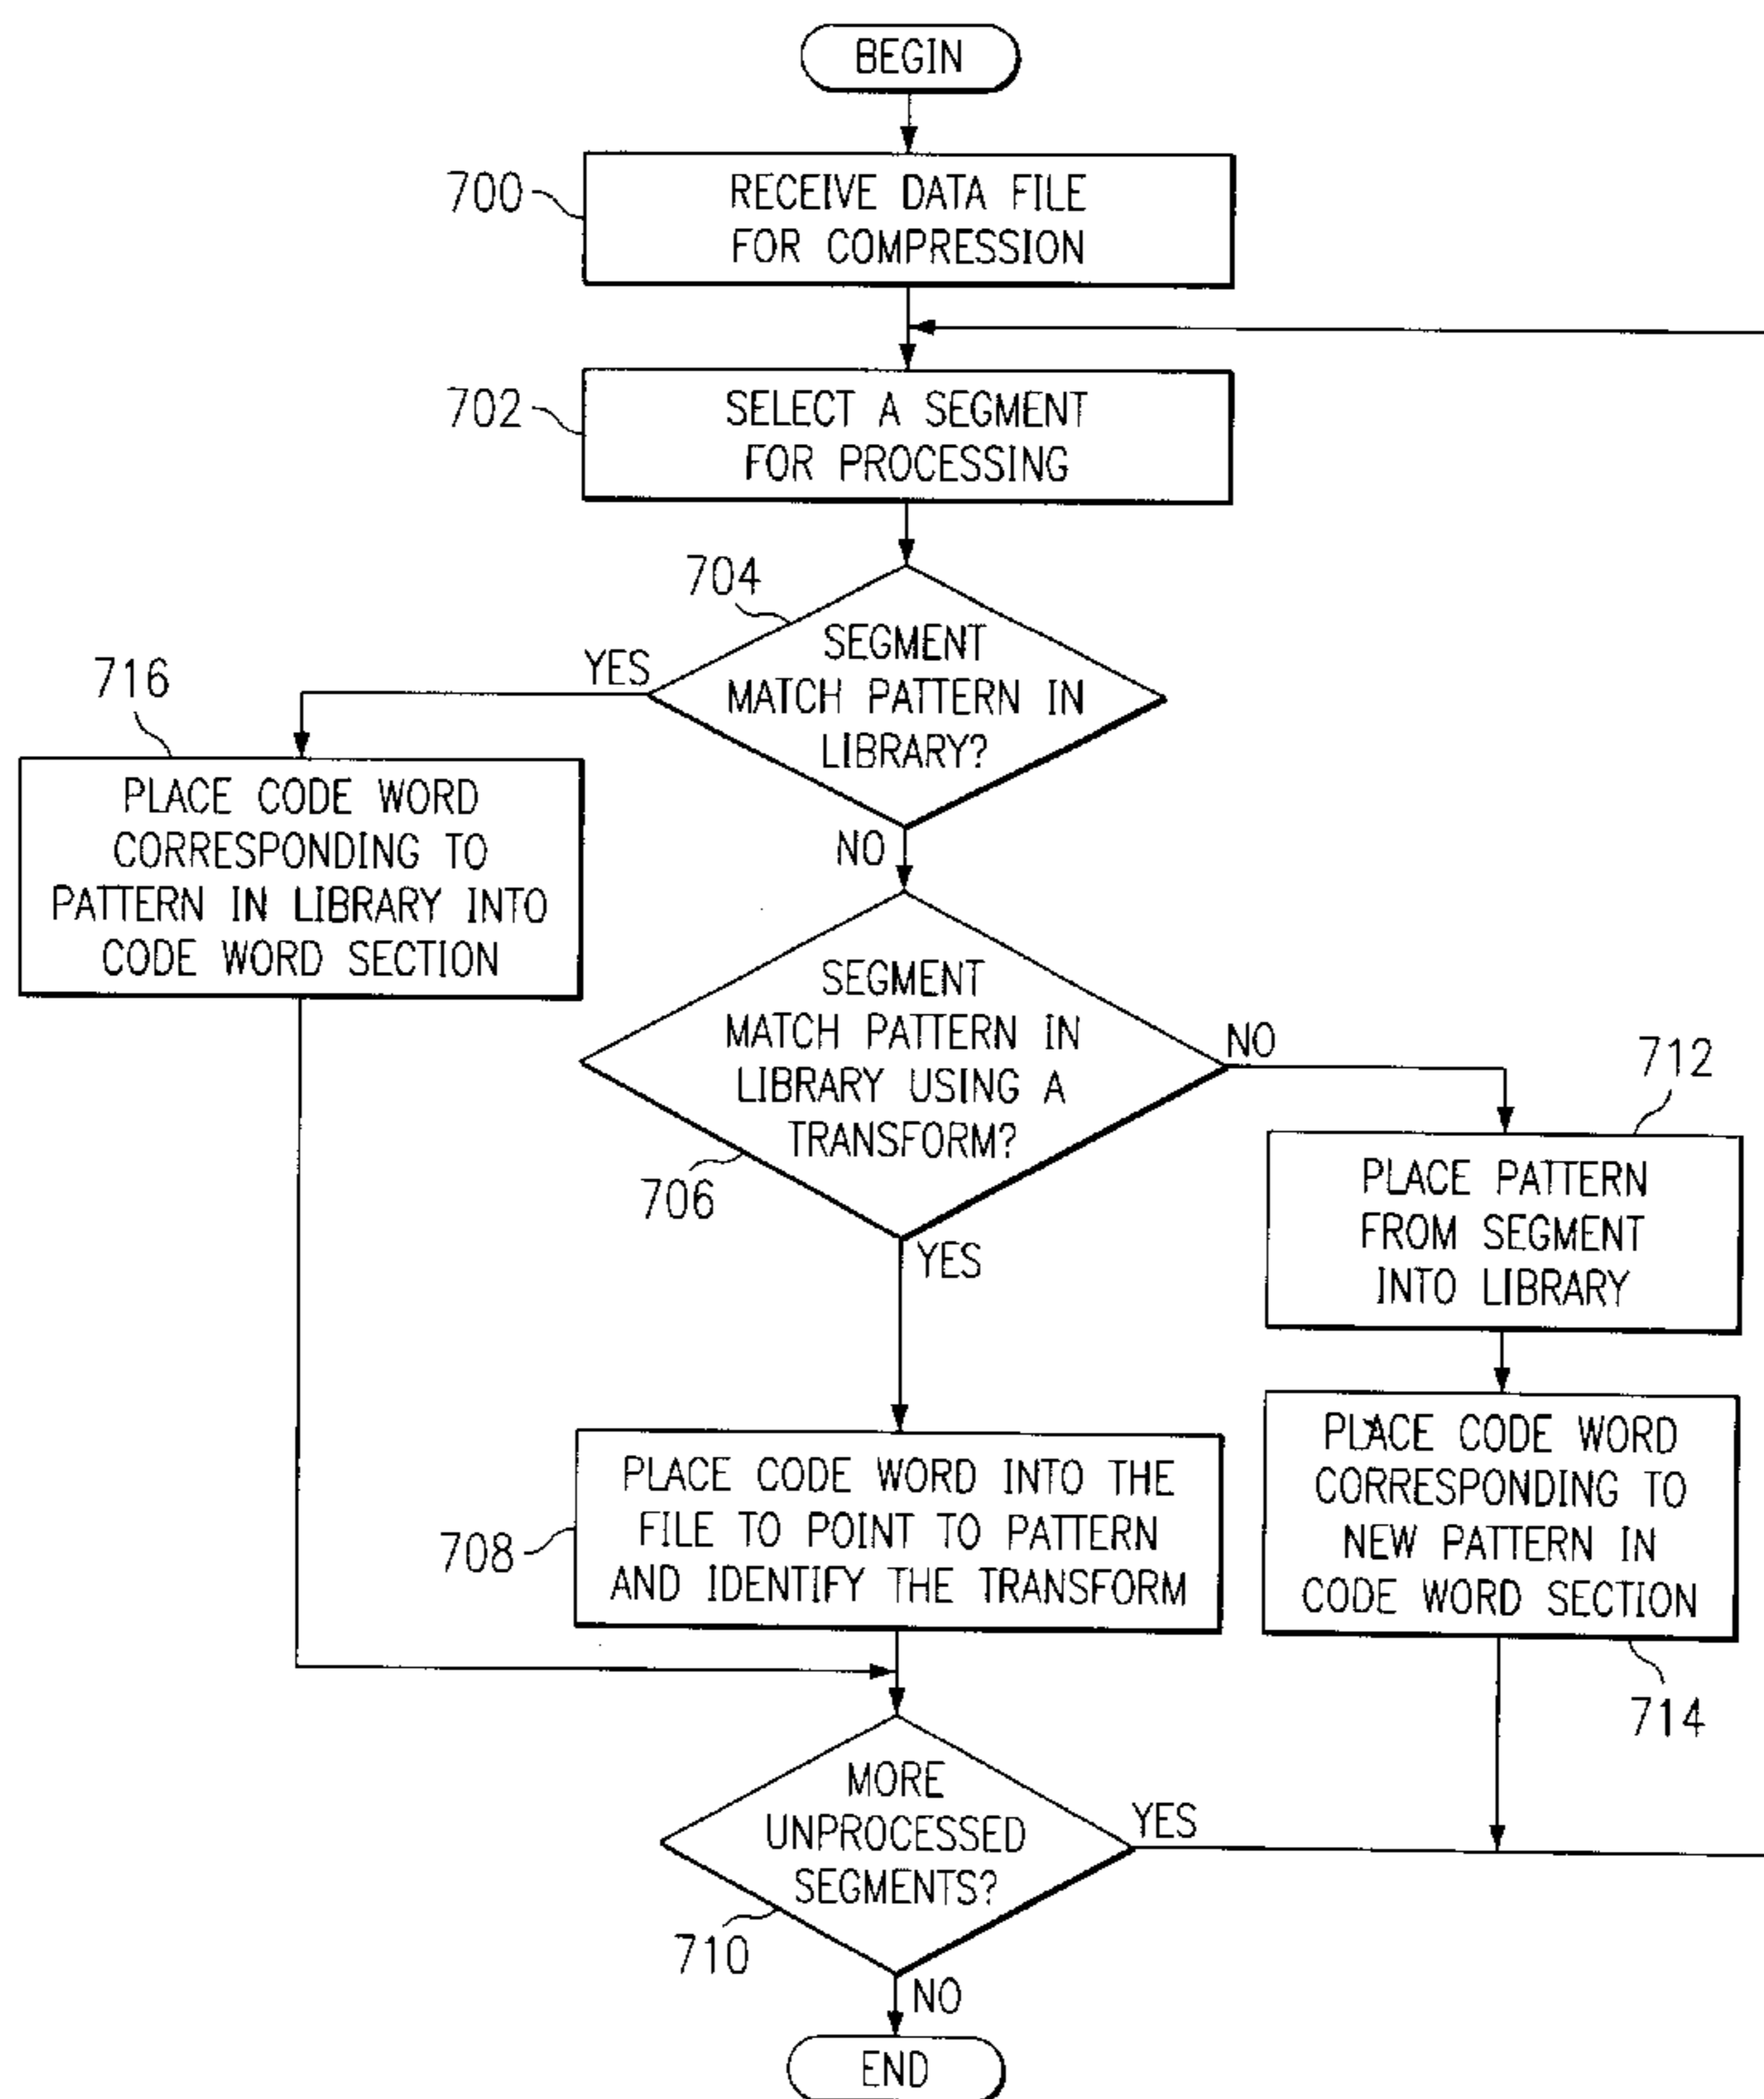 BEGIN
700
RECEIVE DATA FILE
FOR COMPRESSION
702
SELECT A SEGMENT
FOR PROCESSING
704
SEGMENT
MATCH PATTERN IN
LIBRARY?
YES
NO
716
PLACE CODE WORD
CORRESPONDING TO
PATTERN IN LIBRARY INTO
CODE WORD SECTION
SEGMENT
MATCH PATTERN IN
LIBRARY USING A
TRANSFORM?
706
NO
YES
712
PLACE PATTERN
FROM SEGMENT
INTO LIBRARY
708
PLACE CODE WORD INTO THE
FILE TO POINT TO PATTERN
AND IDENTIFY THE TRANSFORM
PLACE CODE WORD
CORRESPONDING TO
NEW PATTERN IN
CODE WORD SECTION
714
MORE
UNPROCESSED
SEGMENTS?
710
YES
NO
END